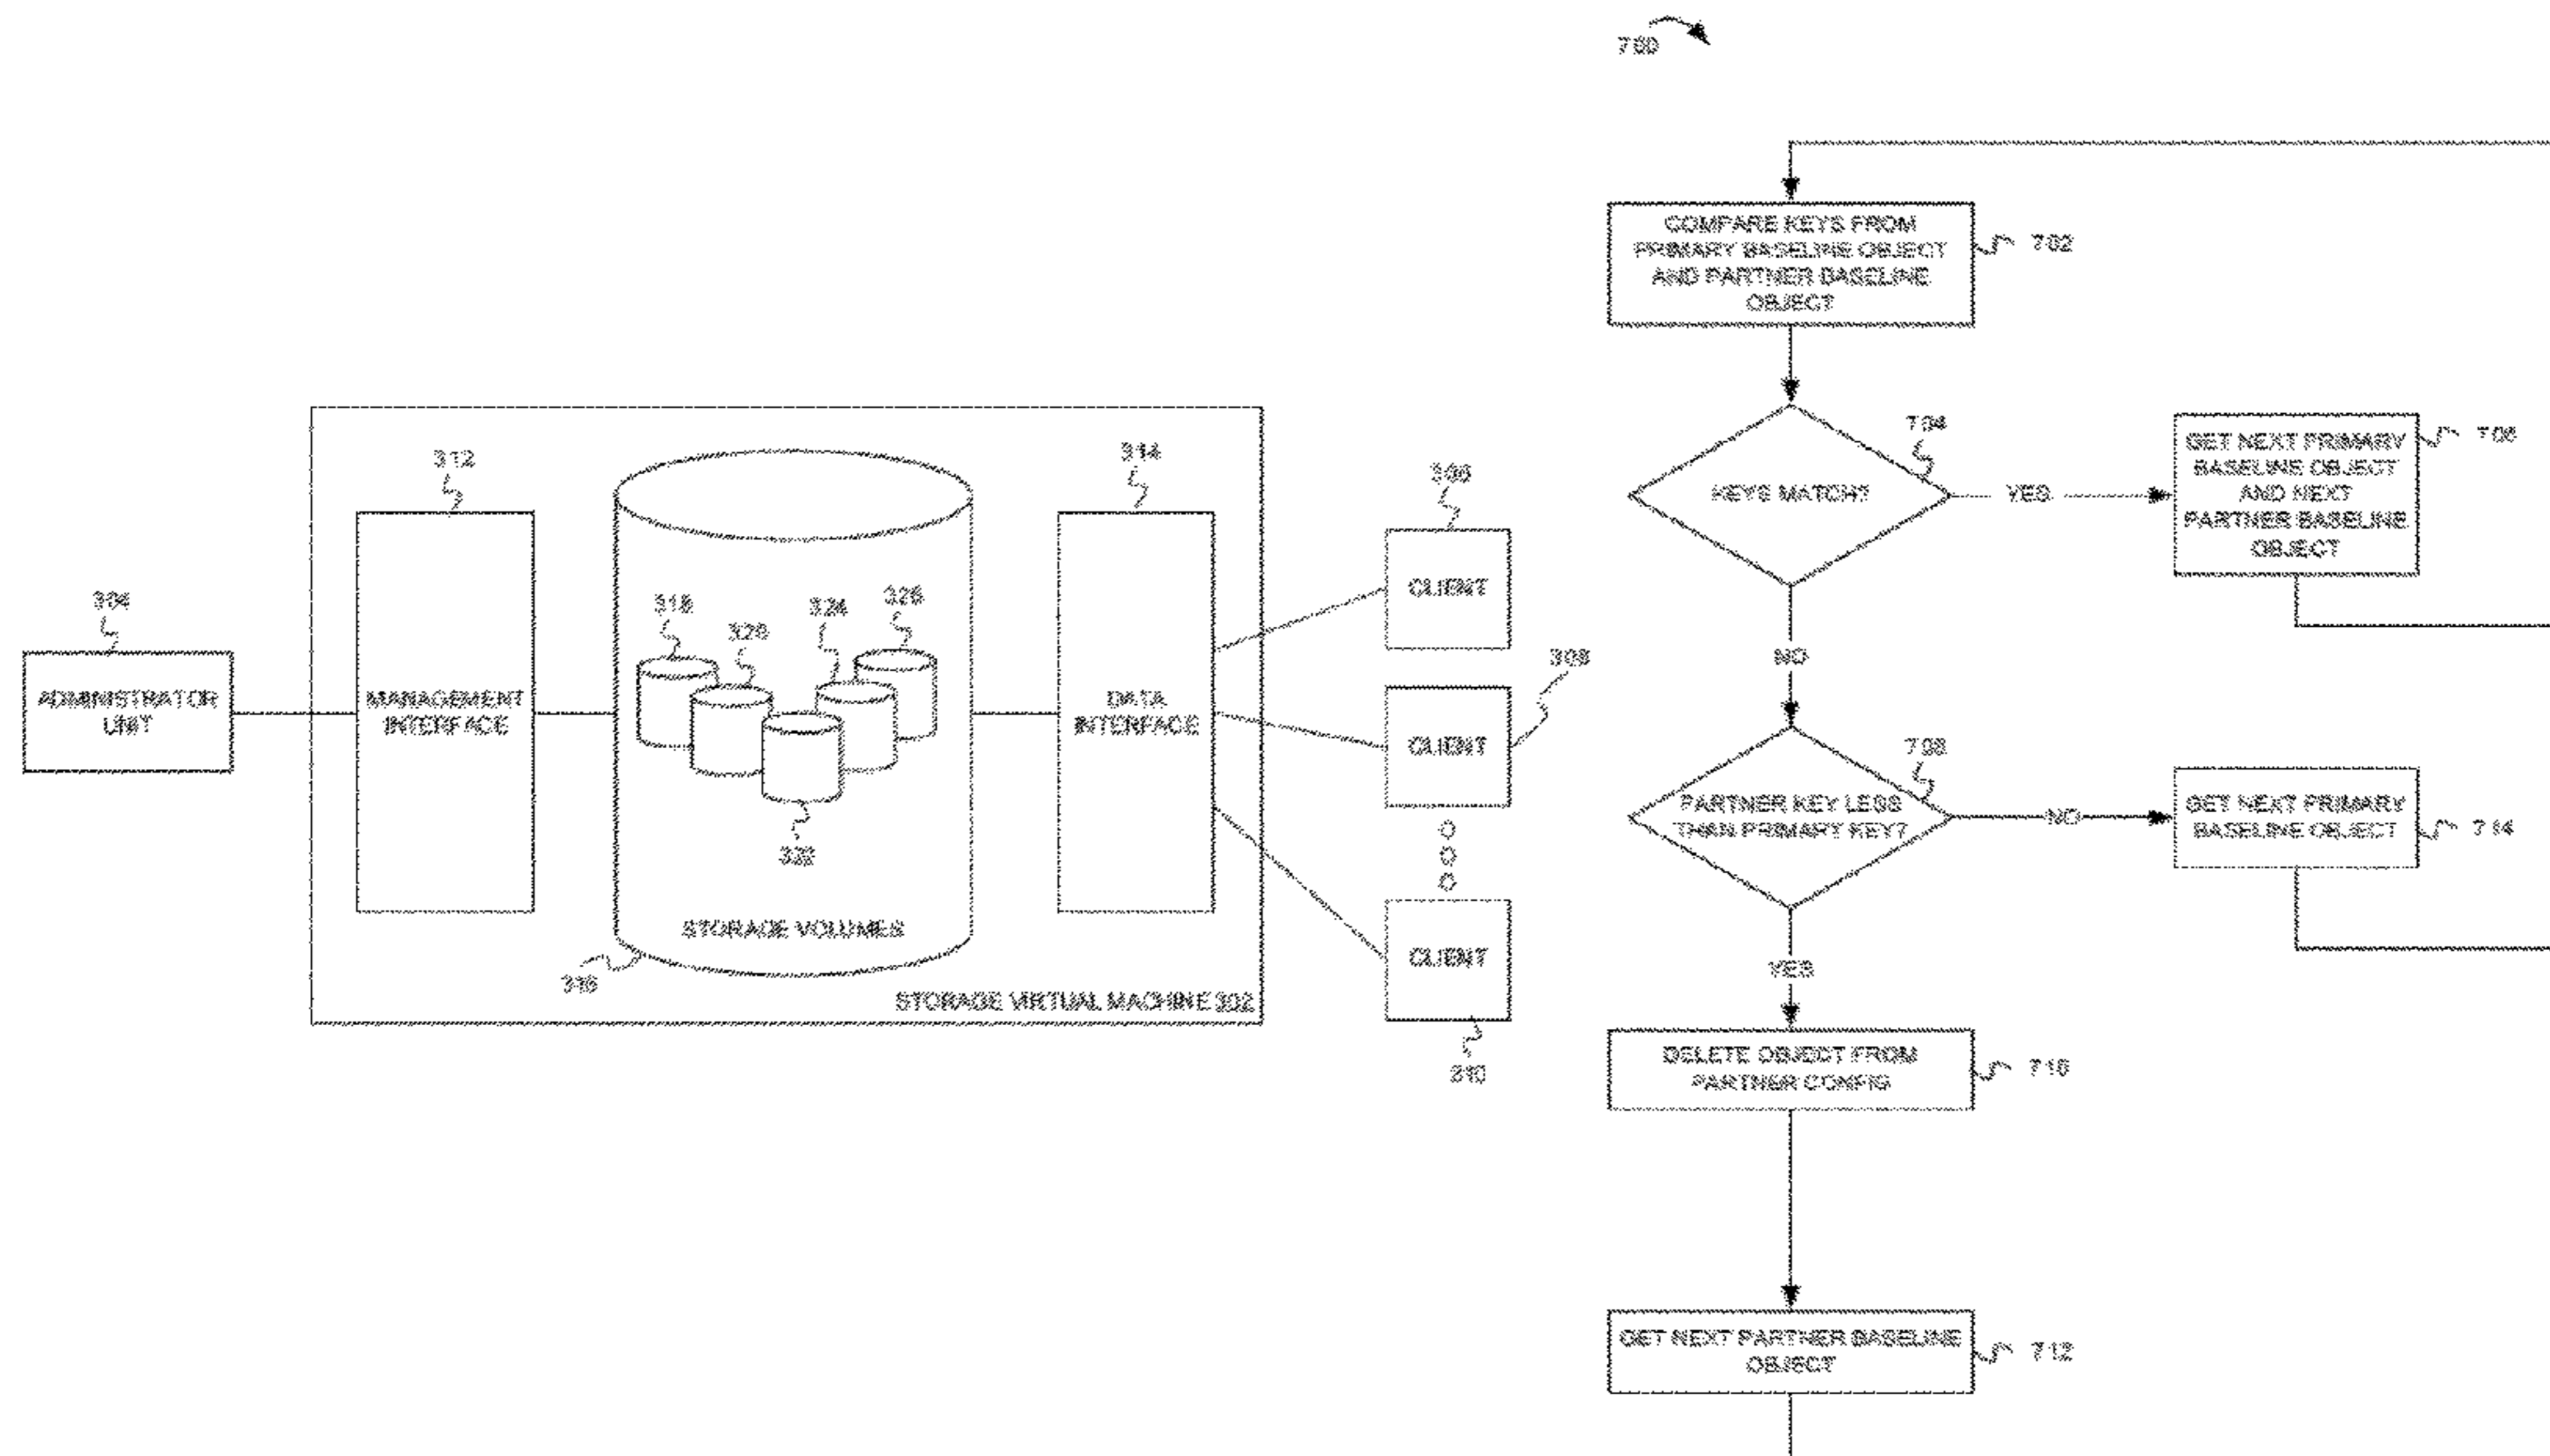 312
314
306
318
320
324
326
304
308
ADMINISTRATOR
UNIT
MANAGEMENT
INTERFACE
DATA
INTERFACE
CLIENT
CLIENT
322
STORAGE VOLUMES
CLIENT
316
STORAGE VIRTUAL MACHINE 302
310
700
COMPARE KEYS FROM
PRIMARY BASELINE OBJECT
AND PARTNER BASELINE
OBJECT
702
704
KEYS MATCH?
YES
GET NEXT PRIMARY
BASELINE OBJECT
AND NEXT
PARTNER BASELINE
OBJECT
706
NO
708
PARTNER KEY LESS
THAN PRIMARY KEY?
NO
GET NEXT PRIMARY
BASELINE OBJECT
714
YES
DELETE OBJECT FROM
PARTNER CONFIG
710
GET NEXT PARTNER BASELINE
OBJECT
712